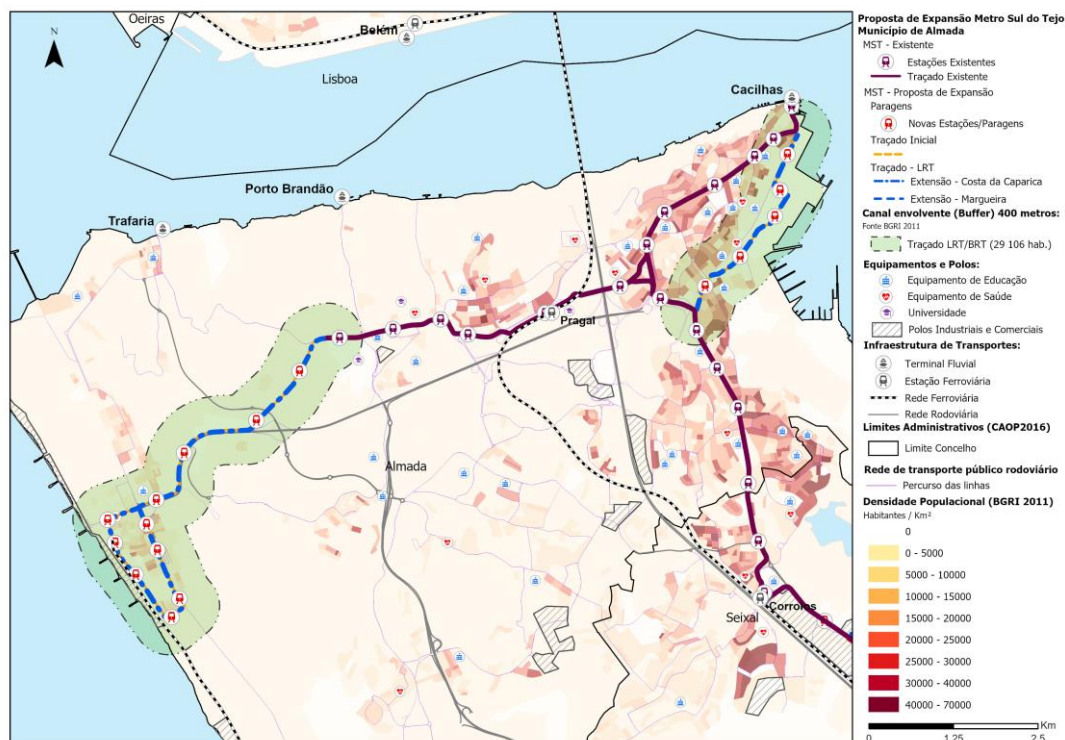 Oeiras
Belém
N
Lisboa
Cacilhas
Porto Brandão
Trafaria
Pragal
Almada
Corroios
Seixal
Proposta de Expansão Metro Sul do Tejo
Município de Almada
MST - Existente
Estações Existentes
Traçado Existente
MST - Proposta de Expansão
Paragens
Novas Estações/Paragens
Traçado Inicial
Traçado - LRT
Extensão - Costa da Caparica
Extensão - Margueira
Canal envolvente (Buffer) 400 metros:
Fonte BGRI 2011
Traçado LRT/BRT (29 106 hab.)
Equipamentos e Polos:
Equipamento de Educação
Equipamento de Saúde
Universidade
Polos Industriais e Comerciais
Infraestrutura de Transportes:
Terminal Fluvial
Estação Ferroviária
Rede Ferroviária
Rede Rodoviária
Limites Administrativos (CAOP2016)
Limite Concelho
Rede de transporte público rodoviário
Percurso das linhas
Densidade Populacional (BGRI 2011)
Habitantes / Km²
0
0 - 5000
5000 - 10000
10000 - 15000
15000 - 20000
20000 - 25000
25000 - 30000
30000 - 40000
40000 - 70000
Km
0 1,25 2,5